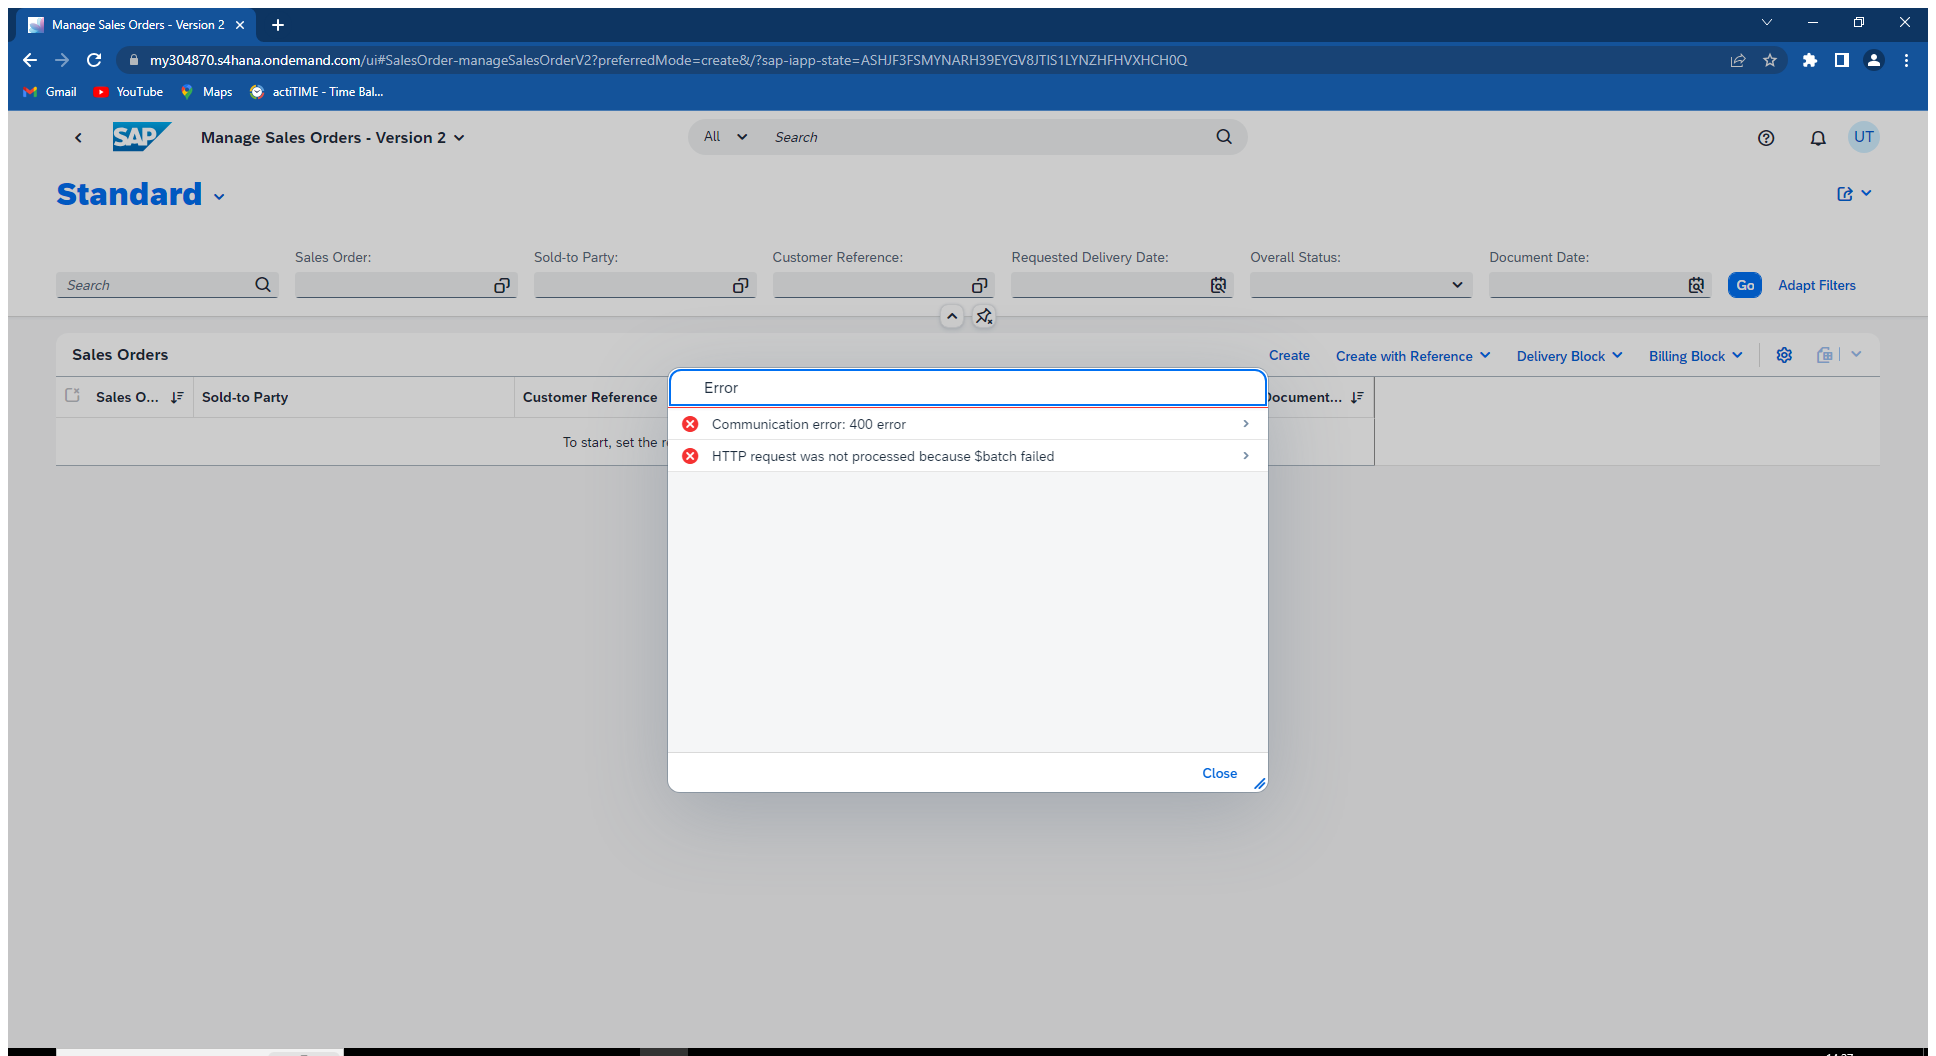 Manage Sales Orders - Version 2
my304870.s4hana.ondemand.com/ui#SalesOrder-manageSalesOrderV2?preferredMode=create&/?sap-iapp-state=ASHJF3FSMYNARH39EYGV8JTIS1LYNZHFHVXHCH0Q
Gmail YouTube Maps actiTIME - Time Bal...
SAP Manage Sales Orders - Version 2 All Search UT
Standard
Sales Order: Sold-to Party: Customer Reference: Requested Delivery Date: Overall Status: Document Date:
Search Go Adapt Filters
Sales Orders Create Create with Reference Delivery Block Billing Block
Sales O... Sold-to Party Customer Reference Document...
To start, set the
Error
Communication error: 400 error
HTTP request was not processed because $batch failed
Close